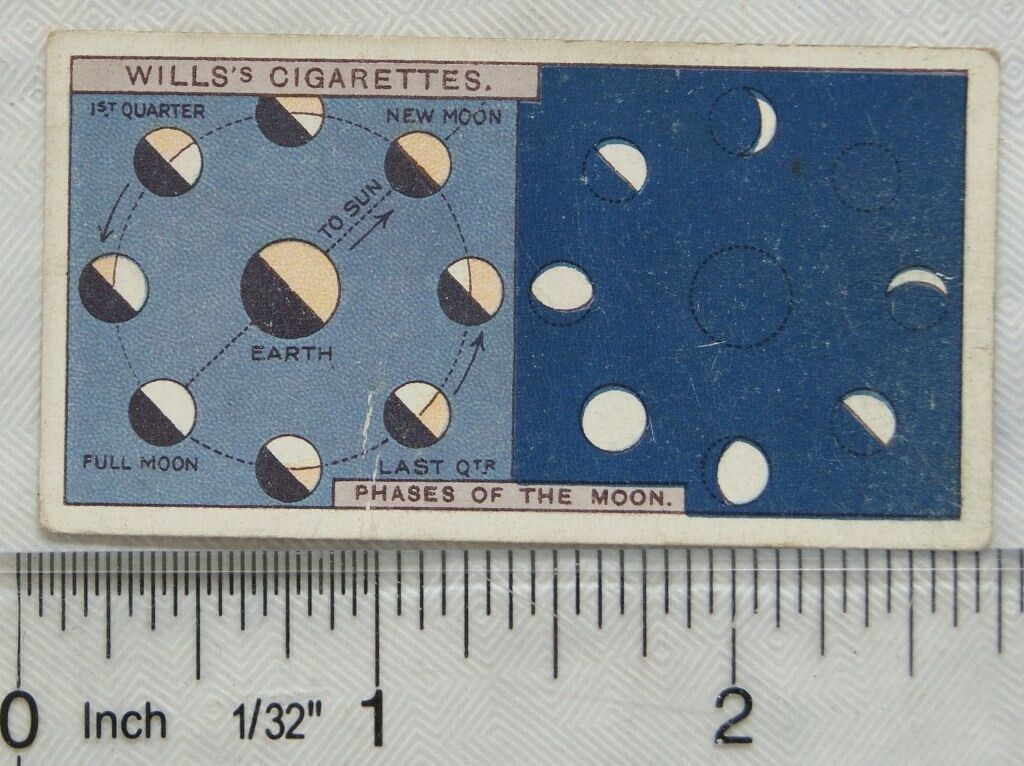 WILLS'S CIGARETTES.
1ST QUARTER
NEW MOON
TO SUN
EARTH
FULL MOON
LAST QTR
PHASES OF THE MOON.
0 Inch 1/32" 1 2